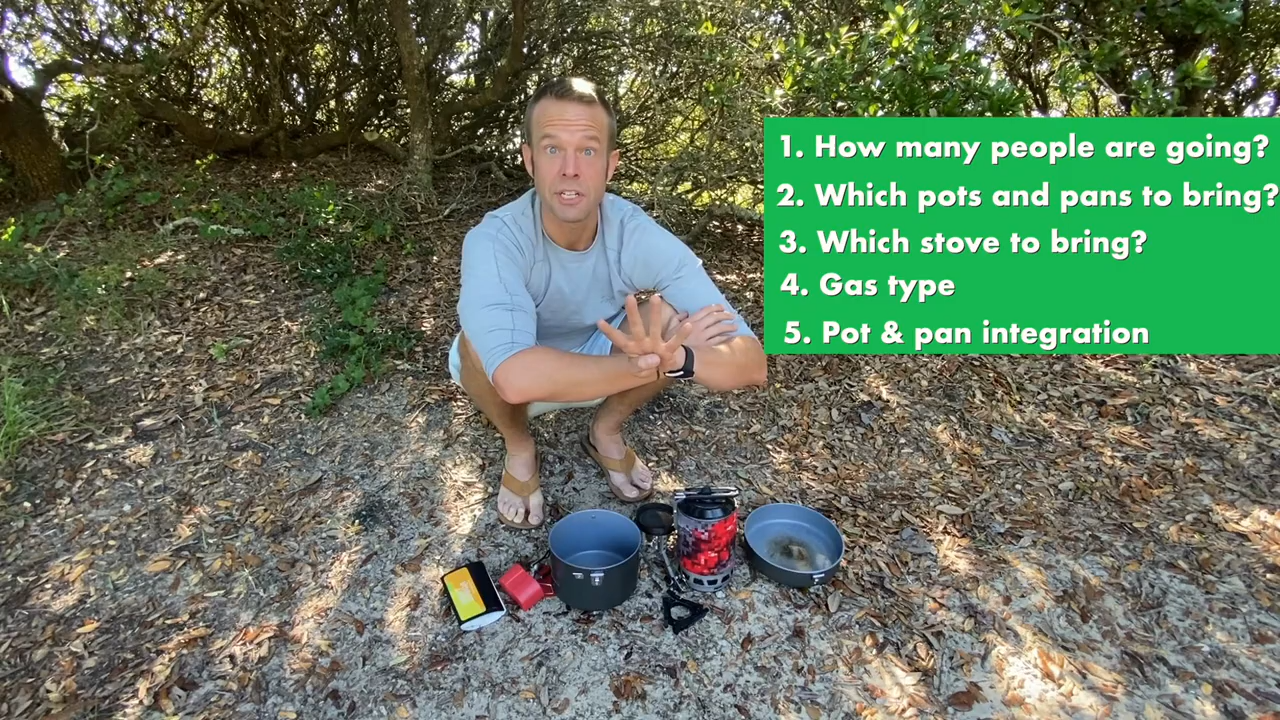 1. How many people are going?
2. Which pots and pans to bring?
3. Which stove to bring?
4. Gas type
5. Pot & pan integration